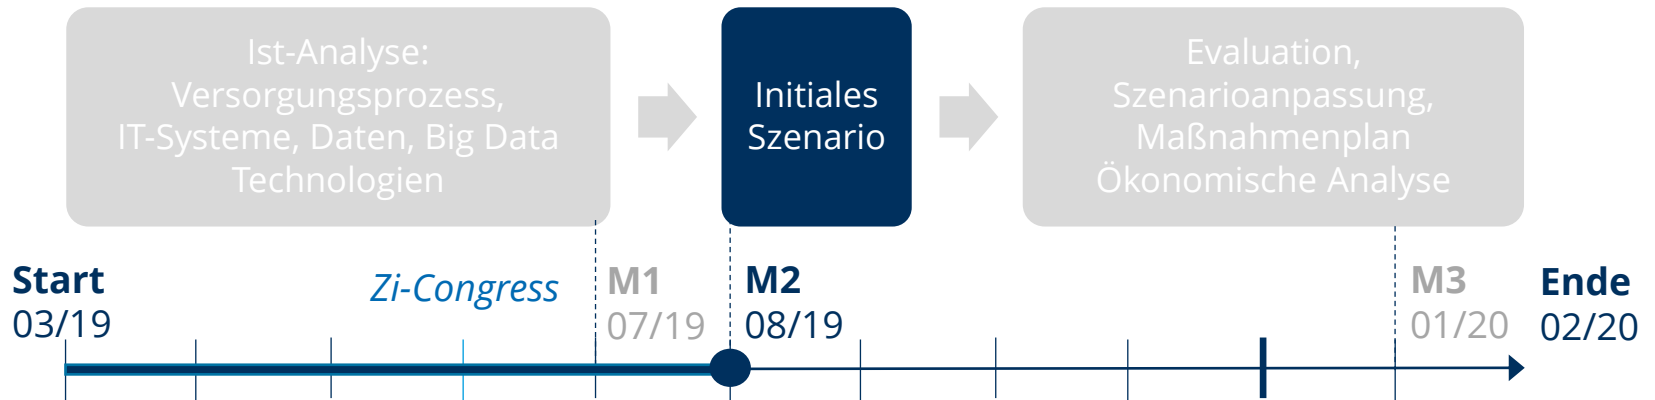 Ist-Analyse:
Versorgungsprozess,
IT-Systeme, Daten, Big Data
Technologien
Initiales
Szenario
Evaluation,
Szenarioanpassung,
Maßnahmenplan
Ökonomische Analyse
Start
03/19
Zi-Congress
M1
07/19
M2
08/19
M3
01/20
Ende
02/20